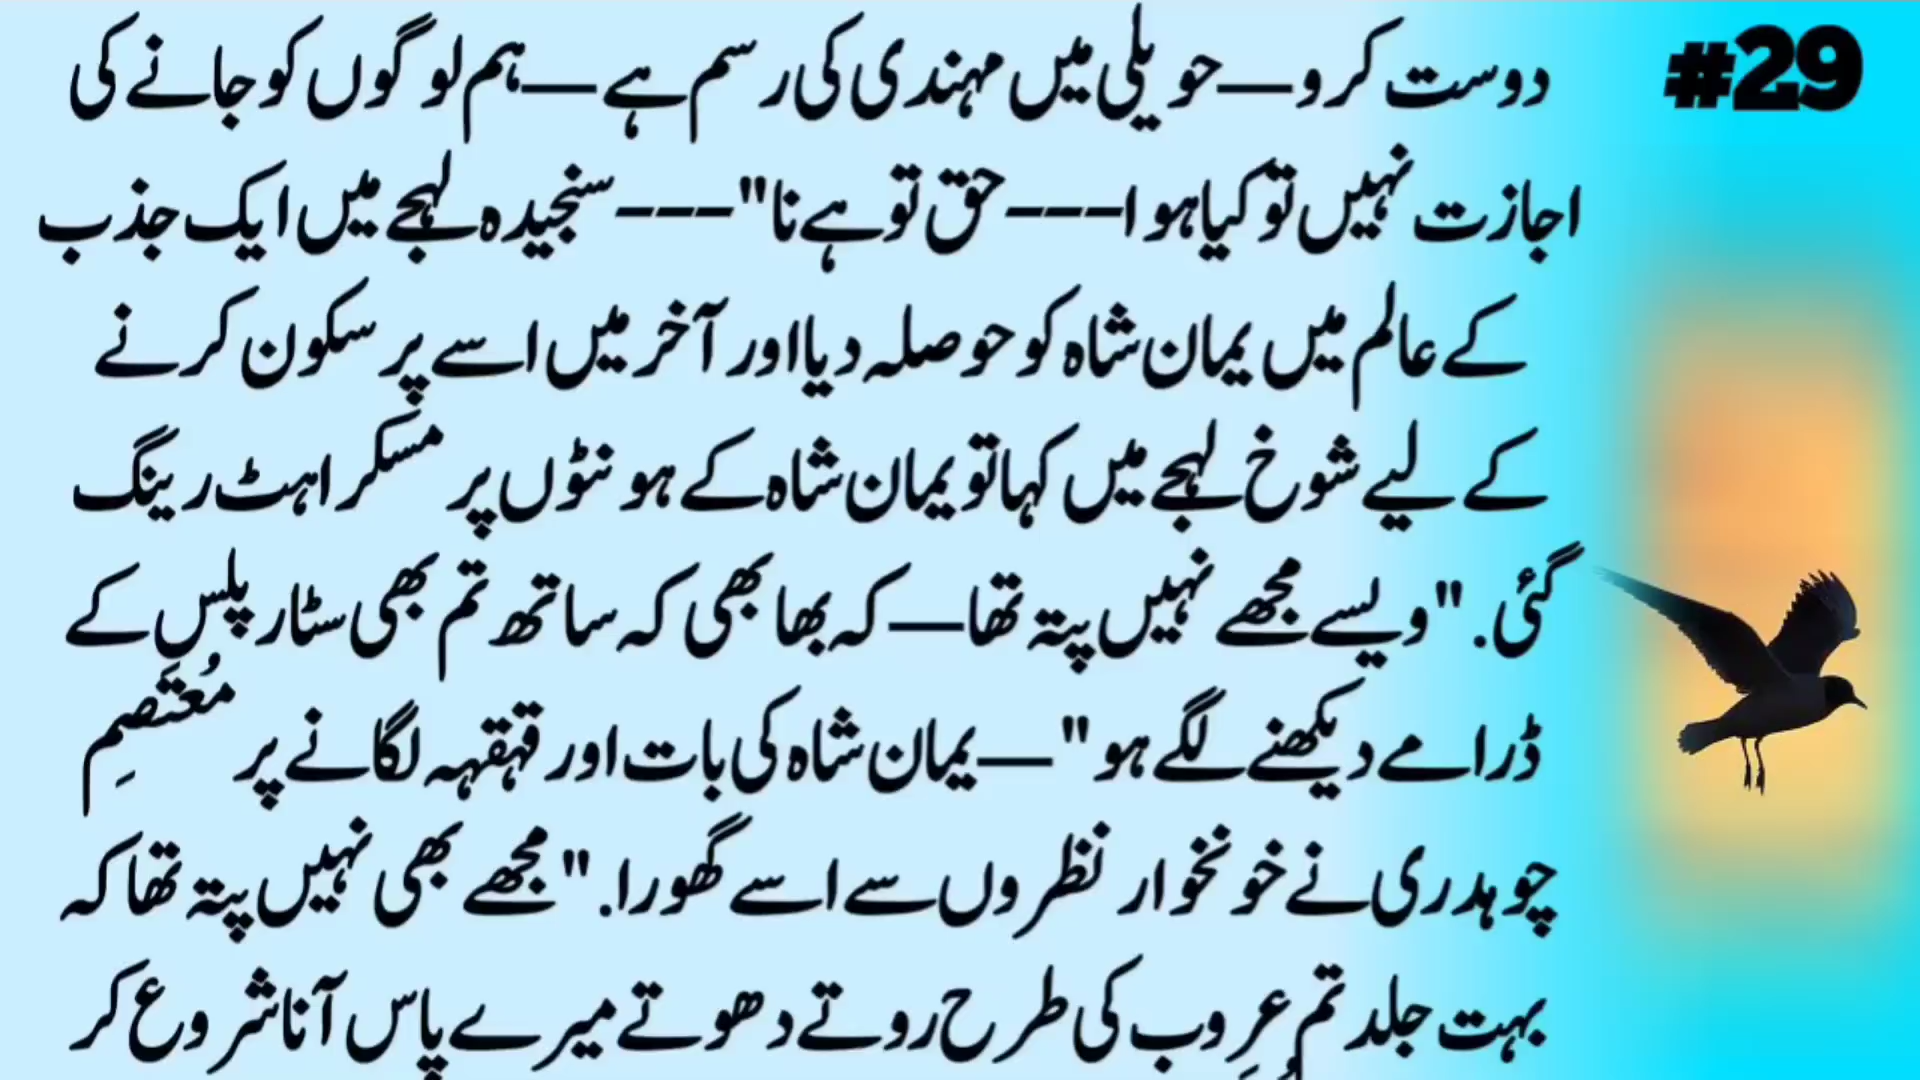 #29
دوست کرو—حویلی میں مہندی کی رسم ہے—ہم لوگوں کو جانے کی
اجازت نہیں تو کیا ہوا---حق تو ہے نا"---سنجیدہ لہجے میں ایک جذب
کے عالم میں یمان شاہ کو حوصلہ دیا اور آخر میں اسے پر سکون کرنے
کے لیے شوخ لہجے میں کہا تو یمان شاہ کے ہونٹوں پر مسکراہٹ رینگ
گئی. "ویسے مجھے نہیں پتہ تھا—کہ بھابھی کہ ساتھ تم بھی سٹار پلس کے
ڈرامے دیکھنے لگے ہو"—یمان شاہ کی بات اور قہقہہ لگانے پر مُعتَصِم
چوہدری نے خونخوار نظروں سے اسے گھورا. "مجھے بھی نہیں پتہ تھا کہ
بہت جلد تم عُرِوب کی طرح روتے دھوتے میرے پاس آنا شروع کر